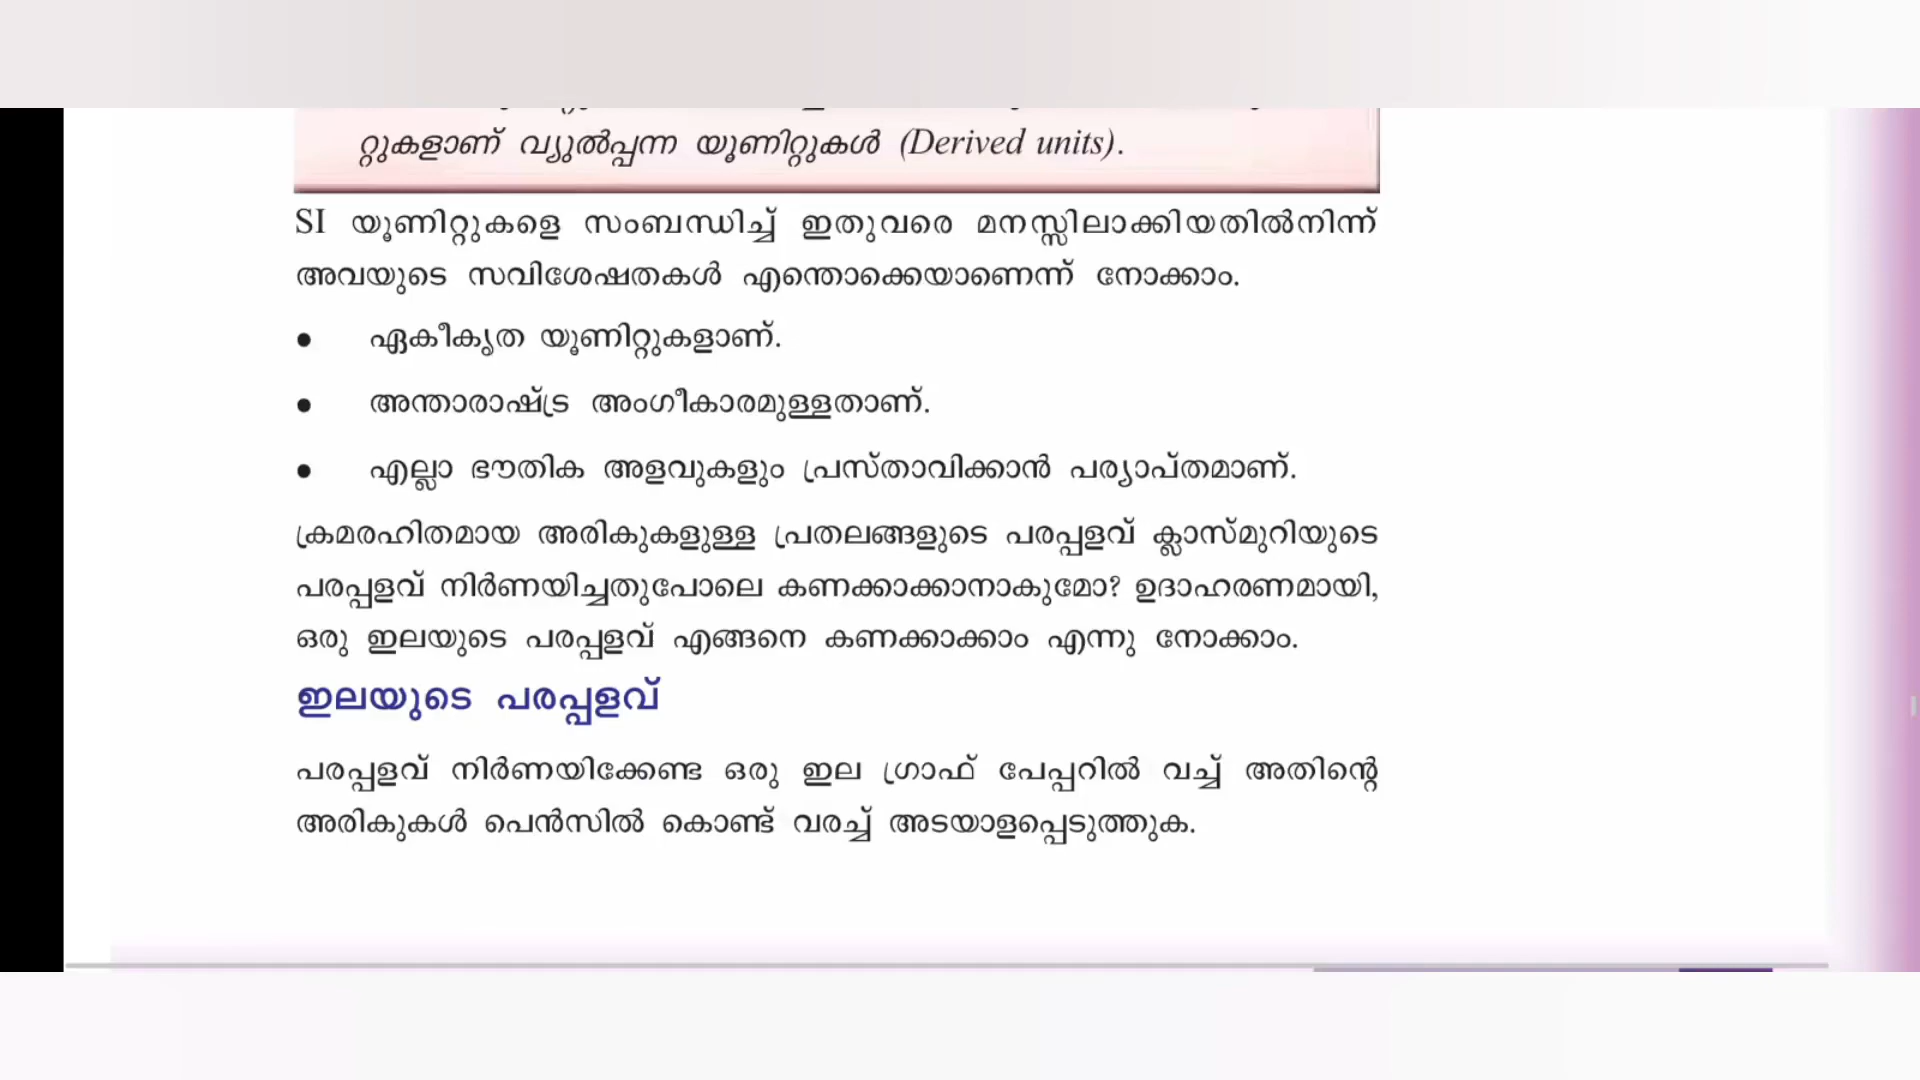 റ്റുകളാണ് വ്യുൽപ്പന്ന യൂണിറ്റുകൾ (Derived units).
SI യൂണിറ്റുകളെ സംബന്ധിച്ച് ഇതുവരെ മനസ്സിലാക്കിയതിൽനിന്ന്
അവയുടെ സവിശേഷതകൾ എന്തൊക്കെയാണെന്ന് നോക്കാം.
• ഏകീകൃത യൂണിറ്റുകളാണ്.
• അന്താരാഷ്ട്ര അംഗീകാരമുള്ളതാണ്.
• എല്ലാ ഭൗതിക അളവുകളും പ്രസ്താവിക്കാൻ പര്യാപ്തമാണ്.
ക്രമരഹിതമായ അരികുകളുള്ള പ്രതലങ്ങളുടെ പരപ്പളവ് ക്ലാസ്മുറിയുടെ
പരപ്പളവ് നിർണയിച്ചതുപോലെ കണക്കാക്കാനാകുമോ? ഉദാഹരണമായി,
ഒരു ഇലയുടെ പരപ്പളവ് എങ്ങനെ കണക്കാക്കാം എന്നു നോക്കാം.
ഇലയുടെ പരപ്പളവ്
പരപ്പളവ് നിർണയിക്കേണ്ട ഒരു ഇല ഗ്രാഫ് പേപ്പറിൽ വച്ച് അതിന്റെ
അരികുകൾ പെൻസിൽ കൊണ്ട് വരച്ച് അടയാളപ്പെടുത്തുക.